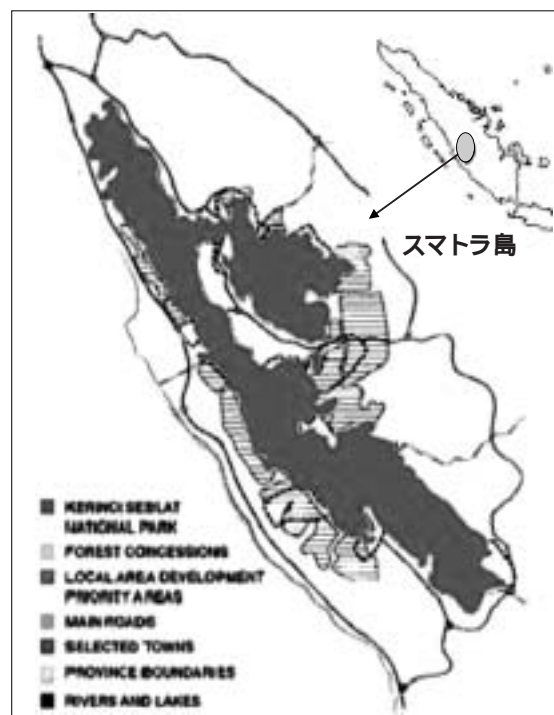 スマトラ島
KERINCI SEBLAT
NATIONAL PARK
FOREST CONCESSIONS
LOCAL AREA DEVELOPMENT
PRIORITY AREAS
MAIN ROADS
SELECTED TOWNS
PROVINCE BOUNDARIES
RIVERS AND LAKES